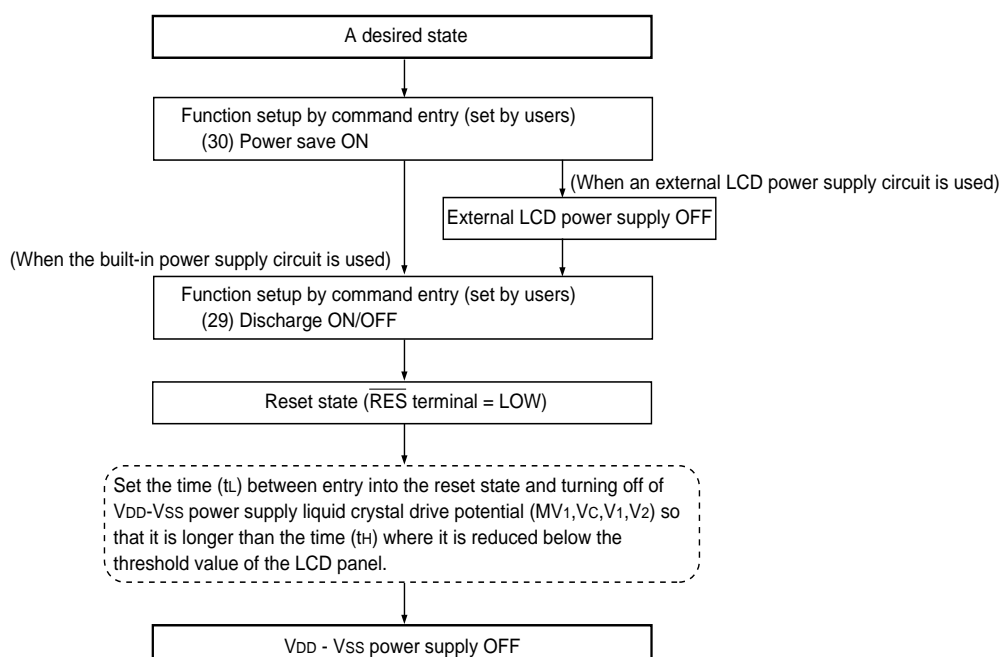 A desired state
Function setup by command entry (set by users)
(30) Power save ON
(When an external LCD power supply circuit is used)
External LCD power supply OFF
(When the built-in power supply circuit is used)
Function setup by command entry (set by users)
(29) Discharge ON/OFF
Reset state (RES terminal = LOW)
Set the time (tL) between entry into the reset state and turning off of
VDD-VSS power supply liquid crystal drive potential (MV1,VC,V1,V2) so
that it is longer than the time (tH) where it is reduced below the
threshold value of the LCD panel.
VDD - VSS power supply OFF